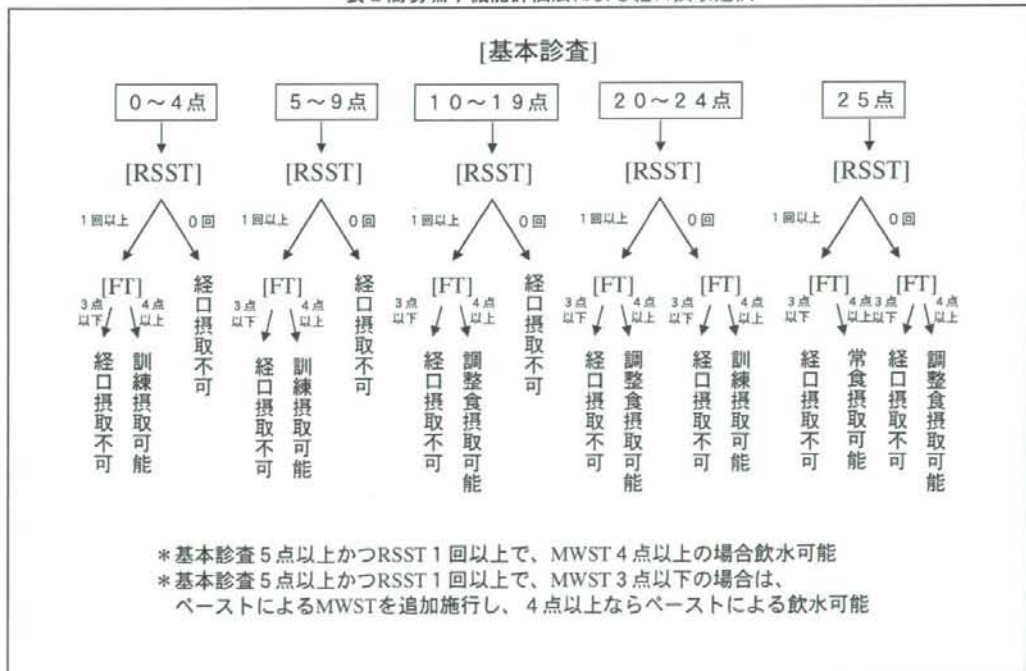 [基本診査]
0～4点 5～9点 10～19点 20～24点 25点
[RSST] [RSST] [RSST] [RSST] [RSST]
1回以上 0回 1回以上 0回 1回以上 0回 1回以上 0回 1回以上 0回
[FT] 経口摂取不可 [FT] 経口摂取不可 [FT] 経口摂取不可 [FT] [FT] [FT] [FT]
3点以下 4点以上 3点以下 4点以上 3点以下 4点以上 3点以下 4点以上 3点以下 4点以上 3点以下 4点以上 3点以下 4点以上
経口摂取不可 訓練摂取可能 経口摂取不可 訓練摂取可能 経口摂取不可 調整食摂取可能 経口摂取不可 調整食摂取可能 経口摂取不可 訓練摂取可能 経口摂取不可 常食摂取可能 経口摂取不可 調整食摂取可能
＊基本診査5点以上かつRSST1回以上で、MWST4点以上の場合飲水可能
＊基本診査5点以上かつRSST1回以上で、MWST3点以下の場合は、
ペーストによるMWSTを追加施行し、4点以上ならペーストによる飲水可能